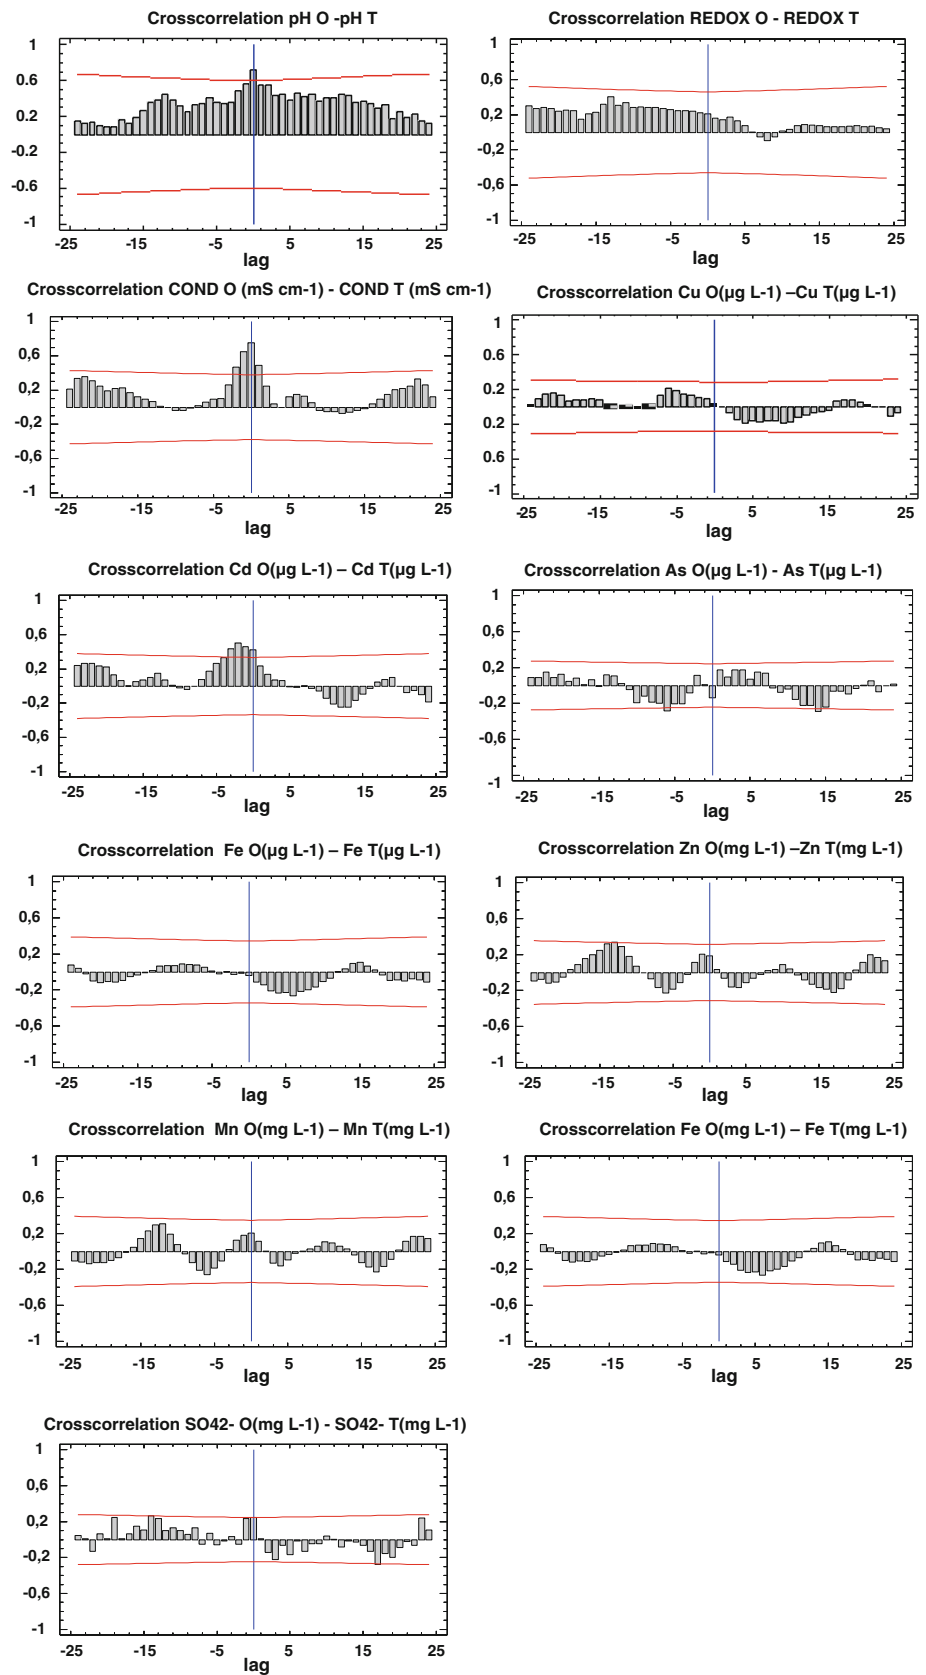 Crosscorrelation pH O -pH T
1
0,6
0,2
-0,2
-0,6
-1
-25 -15 -5 5 15 25
lag
Crosscorrelation REDOX O - REDOX T
1
0,6
0,2
-0,2
-0,6
-1
-25 -15 -5 5 15 25
lag
Crosscorrelation COND O (mS cm-1) - COND T (mS cm-1)
1
0,6
0,2
-0,2
-0,6
-1
-25 -15 -5 5 15 25
lag
Crosscorrelation Cu O(µg L-1) –Cu T(µg L-1)
1
0.6
0.2
0.2
0.6
-1
-25 -15 -5 5 15 25
lag
Crosscorrelation Cd O(µg L-1) – Cd T(µg L-1)
1
0,6
0,2
-0,2
-0,6
-1
-25 -15 -5 5 15 25
lag
Crosscorrelation As O(µg L-1) - As T(µg L-1)
1
0,6
0,2
-0,2
-0,6
-1
-25 -15 -5 5 15 25
lag
Crosscorrelation Fe O(µg L-1) – Fe T(µg L-1)
1
0,6
0,2
-0,2
-0,6
-1
-25 -15 -5 5 15 25
lag
Crosscorrelation Zn O(mg L-1) –Zn T(mg L-1)
1
0,6
0,2
-0,2
-0,6
-1
-25 -15 -5 5 15 25
lag
Crosscorrelation Mn O(mg L-1) – Mn T(mg L-1)
1
0,6
0,2
-0,2
-0,6
-1
-25 -15 -5 5 15 25
lag
Crosscorrelation Fe O(mg L-1) – Fe T(mg L-1)
1
0,6
0,2
-0,2
-0,6
-1
-25 -15 -5 5 15 25
lag
Crosscorrelation SO42- O(mg L-1) - SO42- T(mg L-1)
1
0,6
0,2
-0,2
-0,6
-1
-25 -15 -5 5 15 25
lag